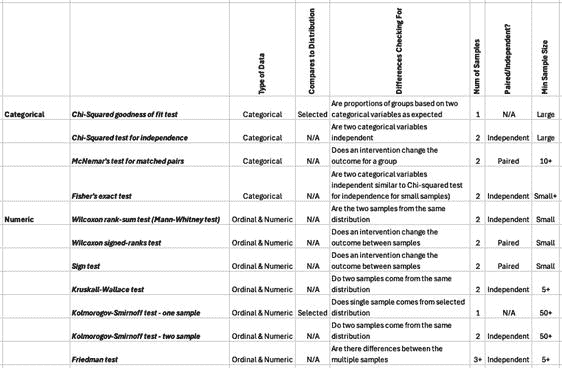 Type of Data
Compares to Distribution
Differences Checking For
Num of Samples
Paired/Independent?
Min Sample Size
Categorical
Chi-Squared goodness of fit test
Categorical
Selected
Are proportions of groups based on two
categorical variables as expected
1
N/A
Large
Chi-Squared test for independence
Categorical
N/A
Are two categorical variables
independent
2
Independent
Large
McNemar's test for matched pairs
Categorical
N/A
Does an intervention change the
outcome for a group
2
Paired
10+
Fisher's exact test
Categorical
N/A
Are two categorical variables
independent similar to Chi-squared test
for independence for small samples)
2
Independent
Small+
Numeric
Wilcoxon rank-sum test (Mann-Whitney test)
Ordinal & Numeric
N/A
Are the two samples from the same
distribution
2
Independent
Small
Wilcoxon signed-ranks test
Ordinal & Numeric
N/A
Does an intervention change the
outcome between samples
2
Paired
Small
Sign test
Ordinal & Numeric
N/A
Does an intervention change the
outcome between samples
2
Paired
Small
Kruskall-Wallace test
Ordinal & Numeric
N/A
Do two samples come from the same
distribution
2
Independent
5+
Kolmogorov-Smirnoff test - one sample
Ordinal & Numeric
Selected
Does single sample comes from selected
distribution
1
N/A
50+
Kolmogorov-Smirnoff test - two sample
Ordinal & Numeric
N/A
Do two samples come from the same
distribution
2
Independent
50+
Friedman test
Ordinal & Numeric
N/A
Are there differences between the
multiple samples
3+
Independent
5+